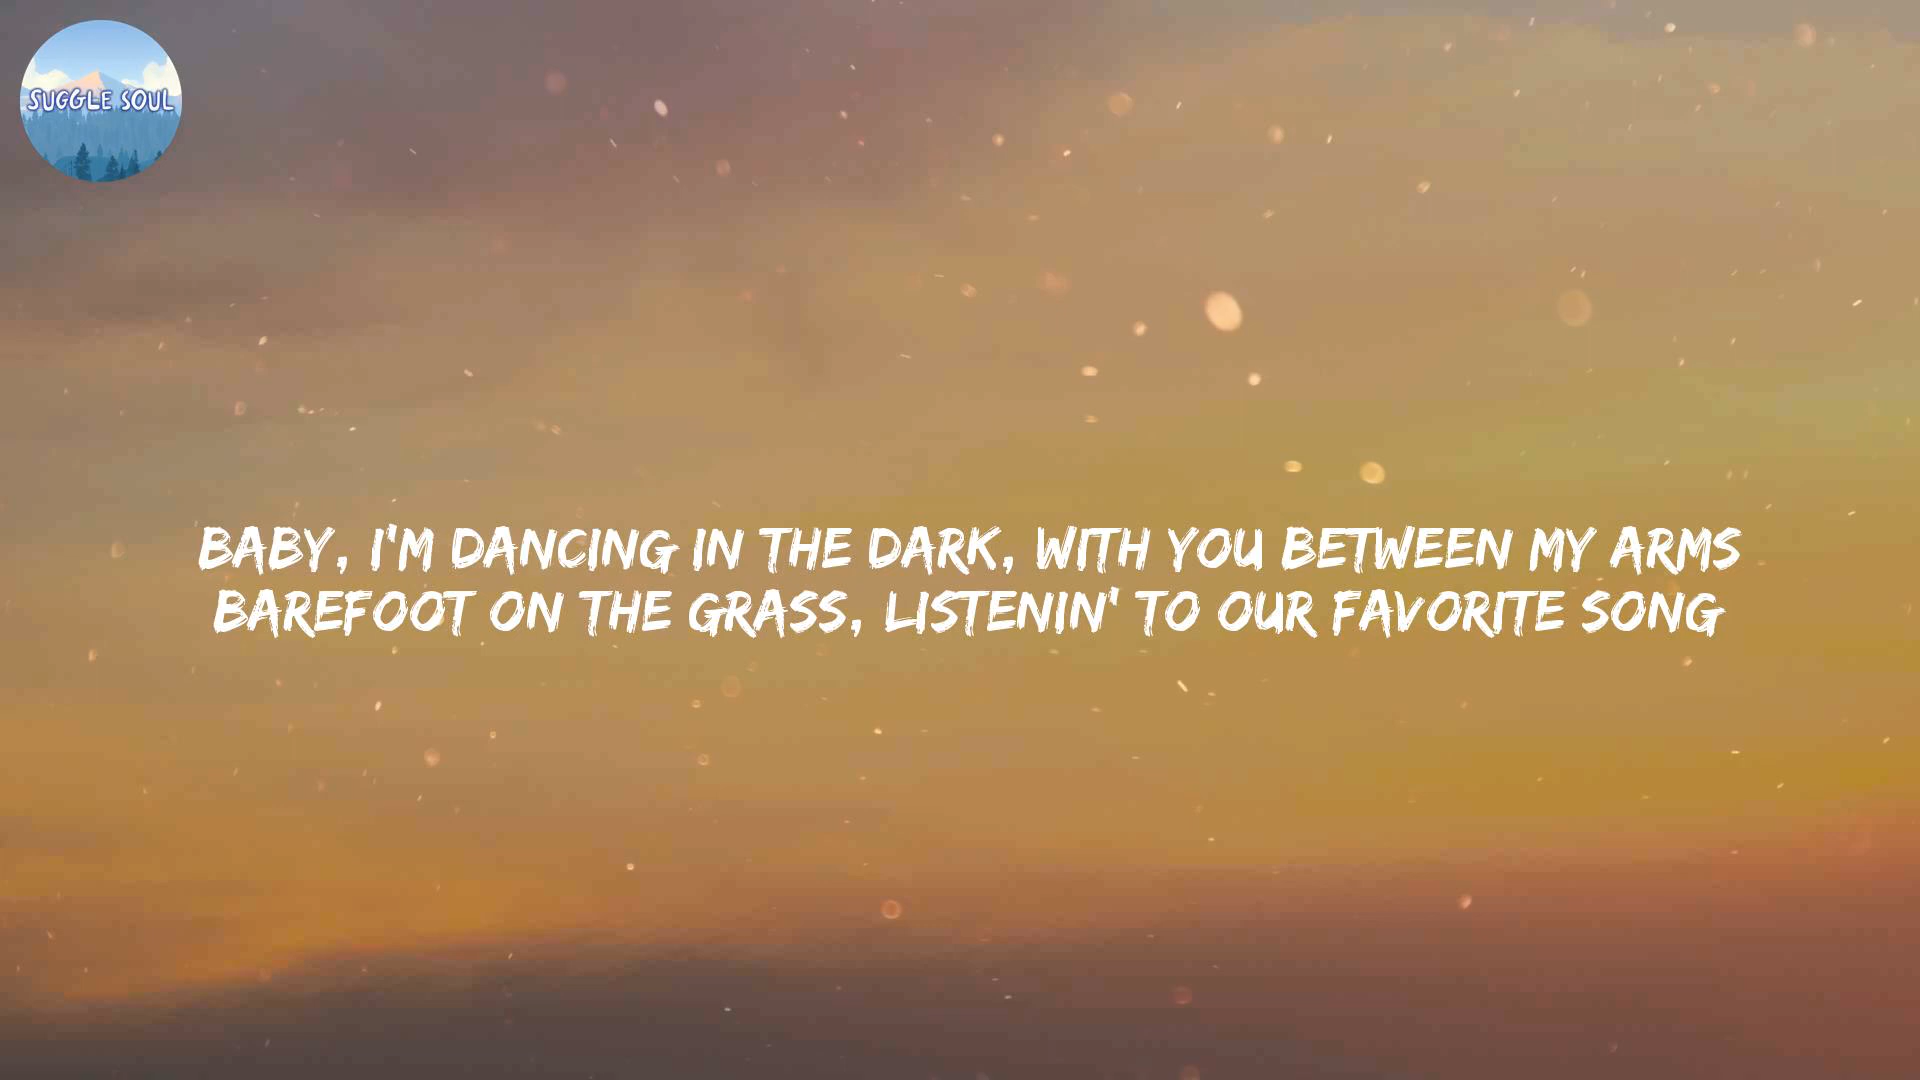 SUGGLE SOUL
BABY, I'M DANCING IN THE DARK, WITH YOU BETWEEN MY ARMS
BAREFOOT ON THE GRASS, LISTENIN' TO OUR FAVORITE SONG